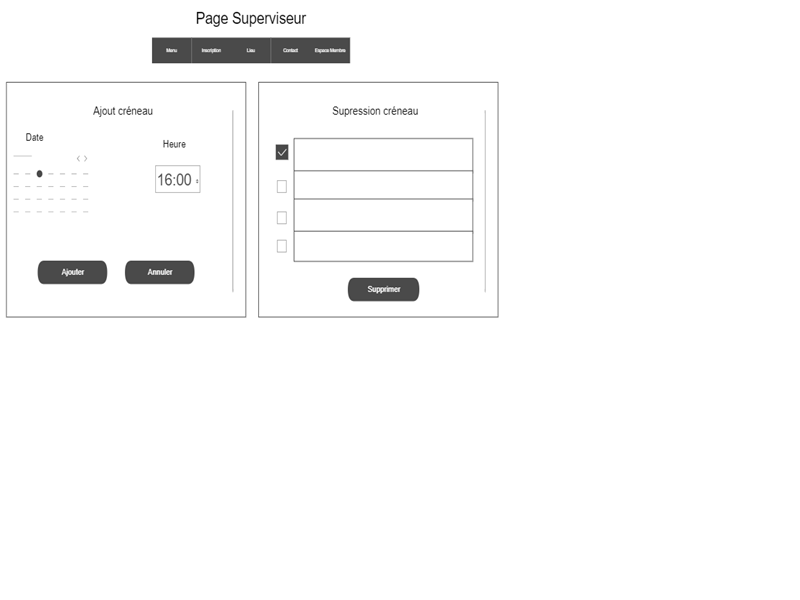 Page Superviseur
Menu Inscription Lieu Contact Espace Membre
Ajout créneau
Date
Heure
16:00
Ajouter Annuler
Supression créneau
Supprimer